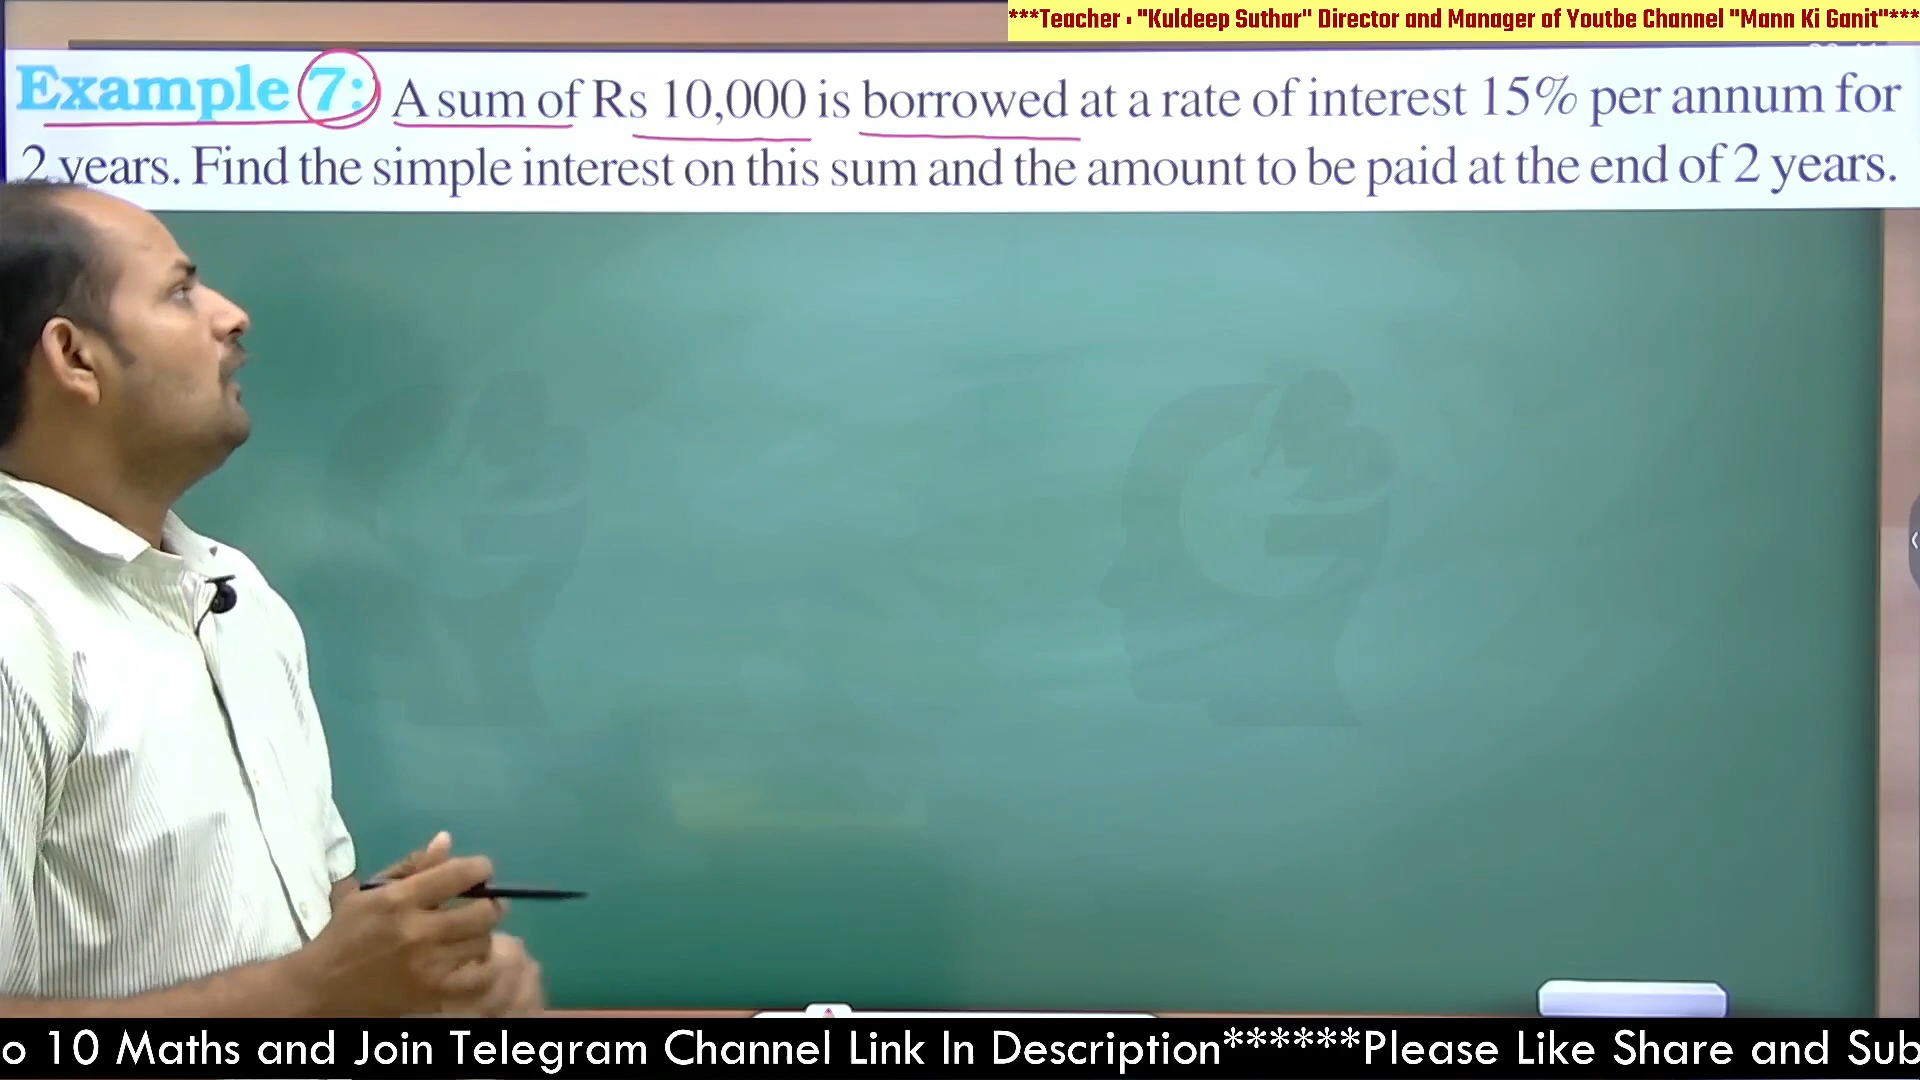 ***Teacher : "Kuldeep Suthar" Director and Manager of Youtbe Channel "Mann Ki Ganit"***
Example 7: A sum of Rs 10,000 is borrowed at a rate of interest 15% per annum for
2 years. Find the simple interest on this sum and the amount to be paid at the end of 2 years.
o 10 Maths and Join Telegram Channel Link In Description******Please Like Share and Sub